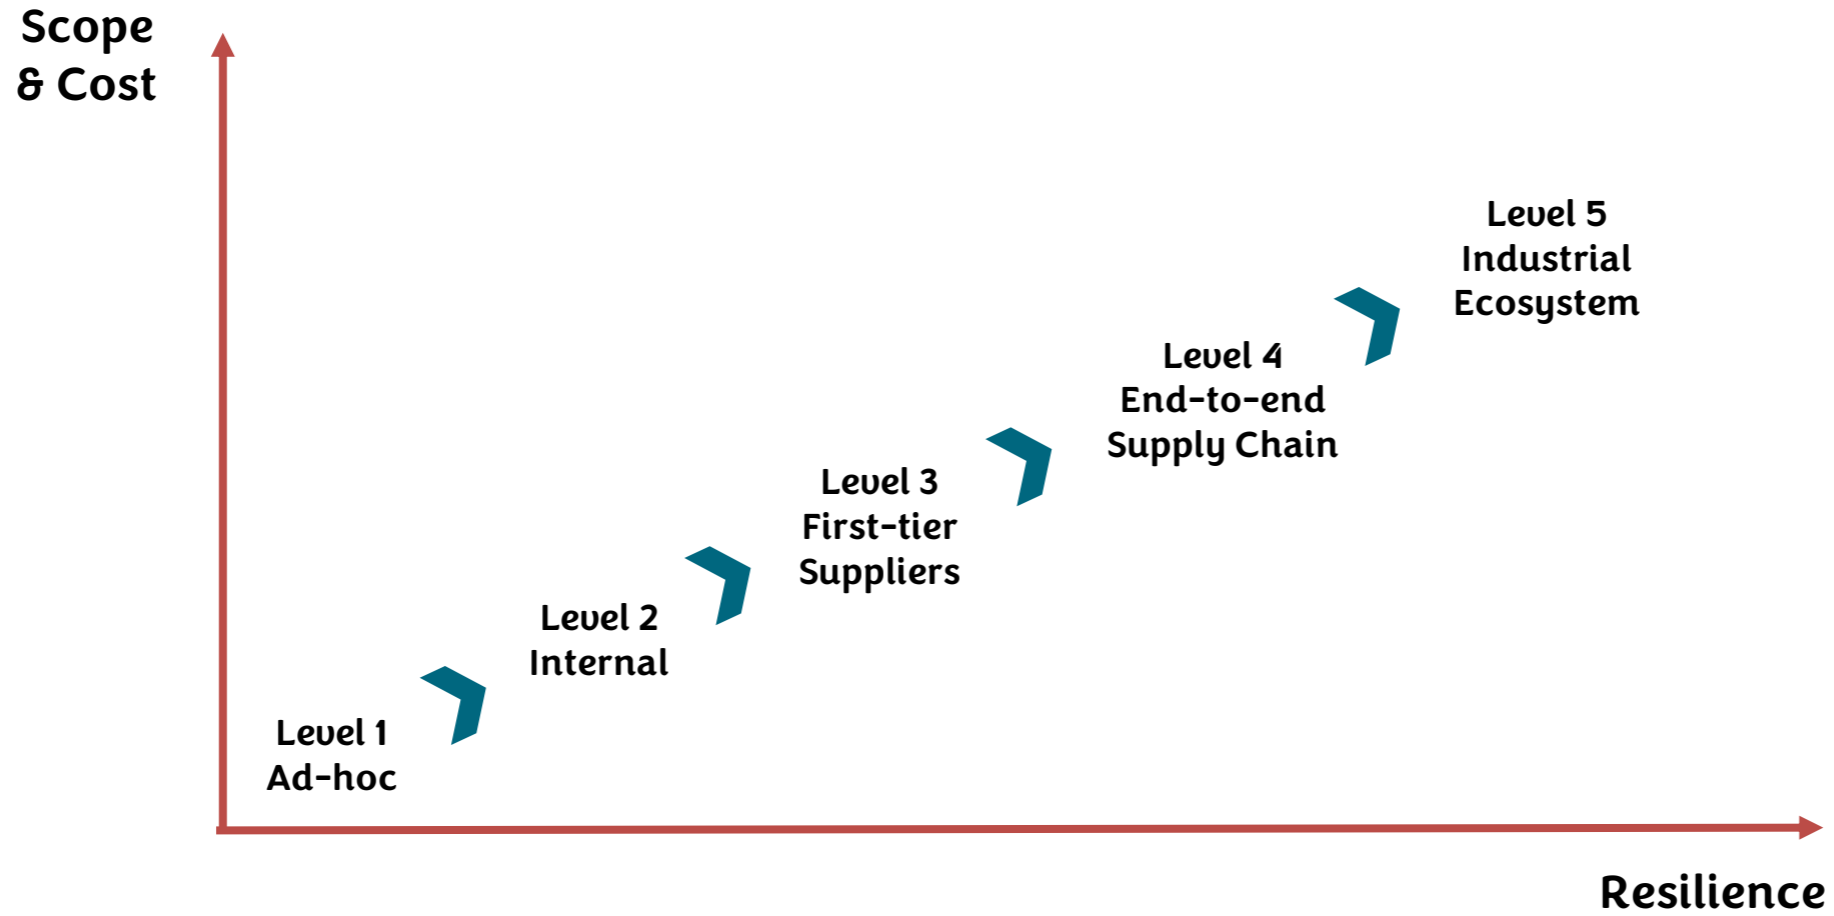 Scope
& Cost
Level 5
Industrial
Ecosystem
Level 4
End-to-end
Supply Chain
Level 3
First-tier
Suppliers
Level 2
Internal
Level 1
Ad-hoc
Resilience